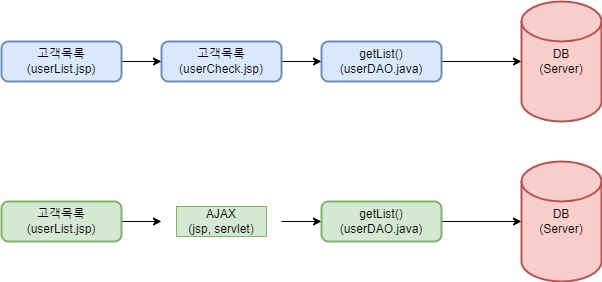 고객목록
(userList.jsp)
고객목록
(userCheck.jsp)
getList()
(userDAO.java)
DB
(Server)
고객목록
(userList.jsp)
AJAX
(jsp, servlet)
getList()
(userDAO.java)
DB
(Server)